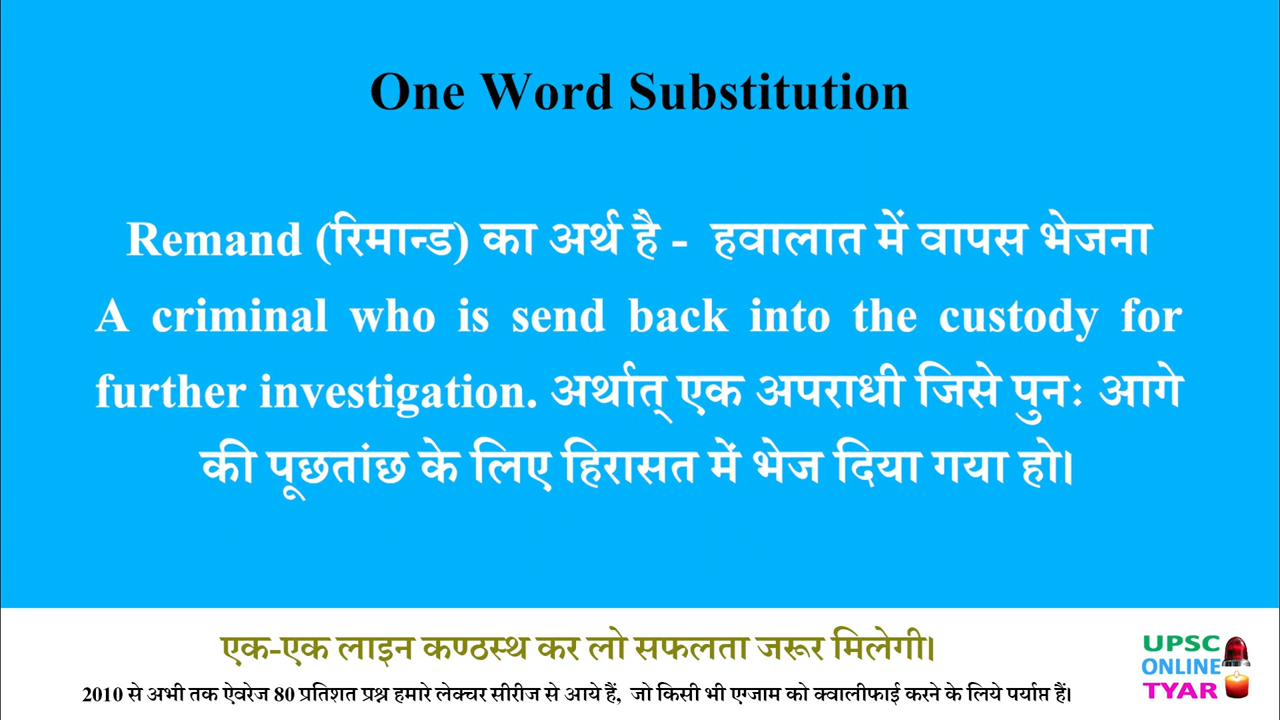 One Word Substitution
Remand (रिमान्ड) का अर्थ है - हवालात में वापस भेजना
A criminal who is send back into the custody for
further investigation. अर्थात् एक अपराधी जिसे पुनः आगे
की पूछतांछ के लिए हिरासत में भेज दिया गया हो।
एक-एक लाइन कण्ठस्थ कर लो सफलता जरूर मिलेगी।
2010 से अभी तक ऐवरेज 80 प्रतिशत प्रश्न हमारे लेक्चर सीरीज से आये हैं, जो किसी भी एग्जाम को क्वालीफाई करने के लिये पर्याप्त हैं।
UPSC
ONLINE
TYAR